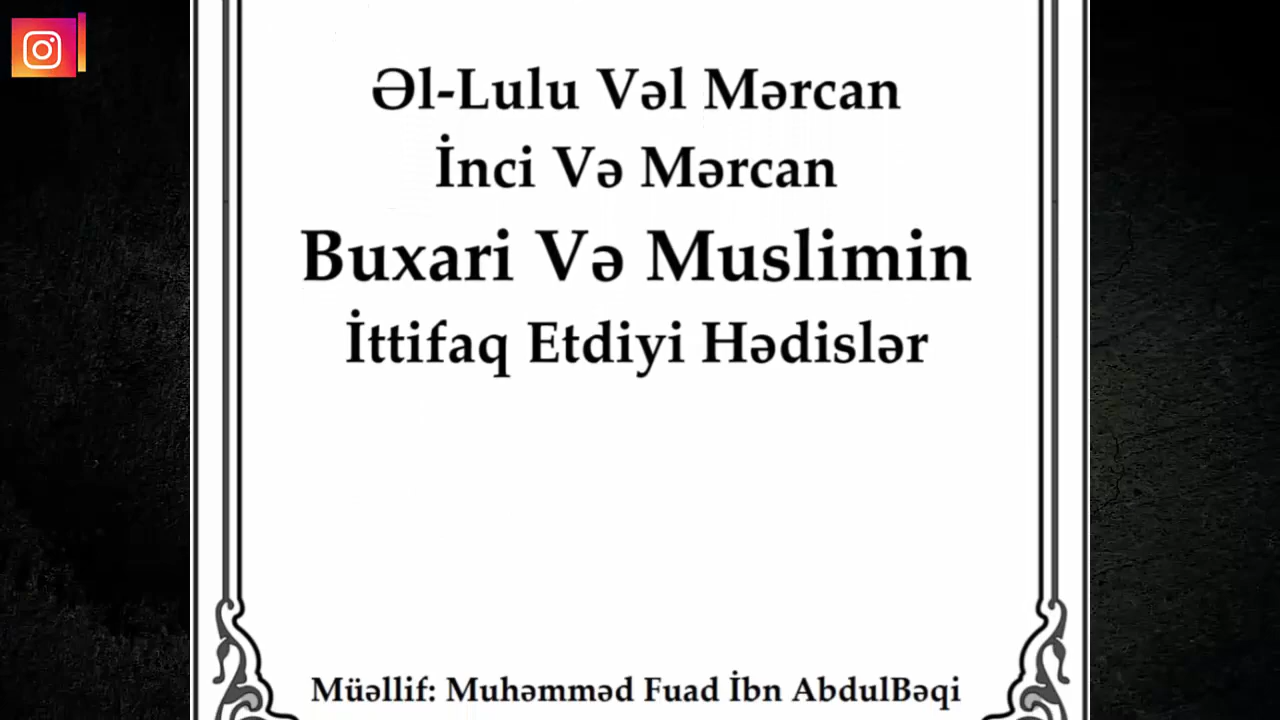 Əl-Lulu Vəl Mərcan
İnci Və Mərcan
Buxari Və Muslimin
İttifaq Etdiyi Hədislər
Müəllif: Muhəmməd Fuad İbn AbdulBəqi